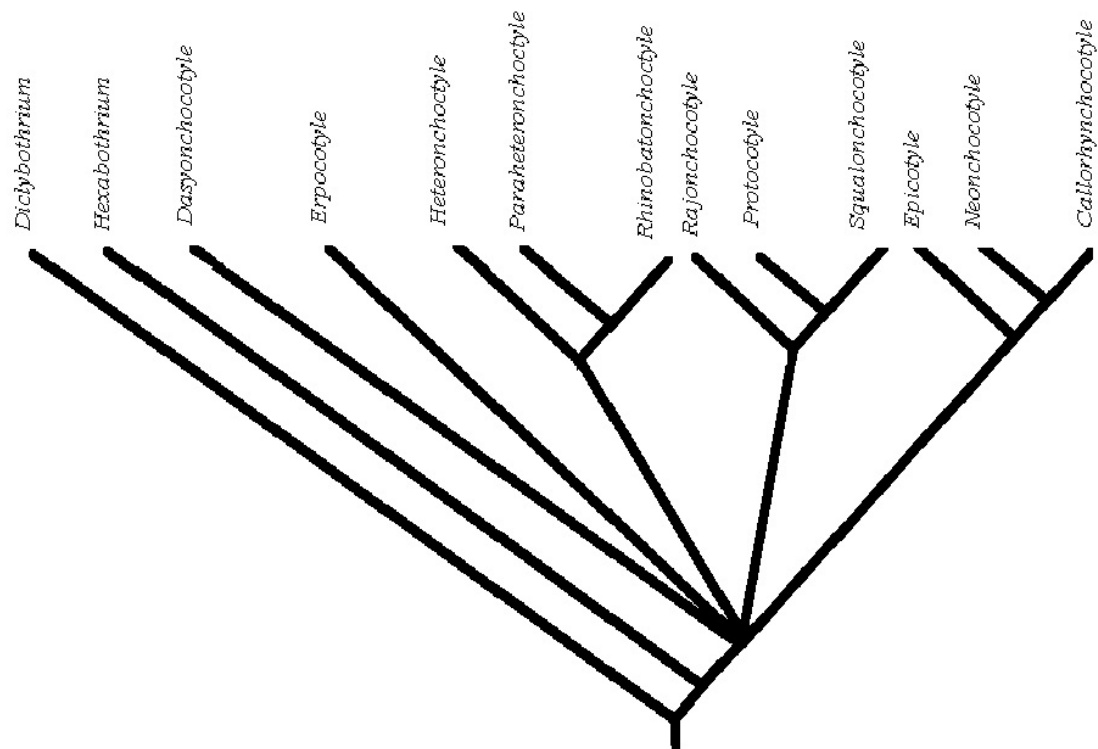 Diclybothrium
Hexabothrium
Dasyonchocotyle
Erpocotyle
Heteronchoctyle
Paraheteronchoctyle
Rhinobatonchoctyle
Rajonchocotyle
Protocotyle
Squalonchocotyle
Epicotyle
Neonchocotyle
Callorhynchocotyle